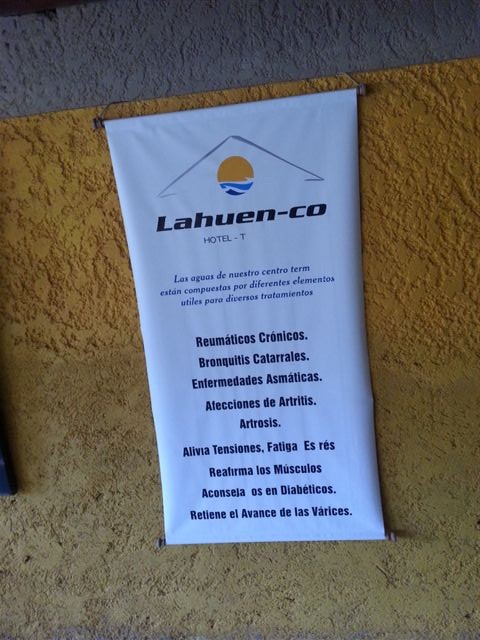 Lahuen-co
HOTEL - T
Las aguas de nuestro centro term
están compuestas por diferentes elementos
utiles para diversos tratamientos
Reumáticos Crónicos.
Bronquitis Catarrales.
Enfermedades Asmáticas.
Afecciones de Artritis.
Artrosis.
Alivia Tensiones, Fatiga Es rés
Reafirma los Músculos
Aconseja os en Diabéticos.
Retiene el Avance de las Várices.